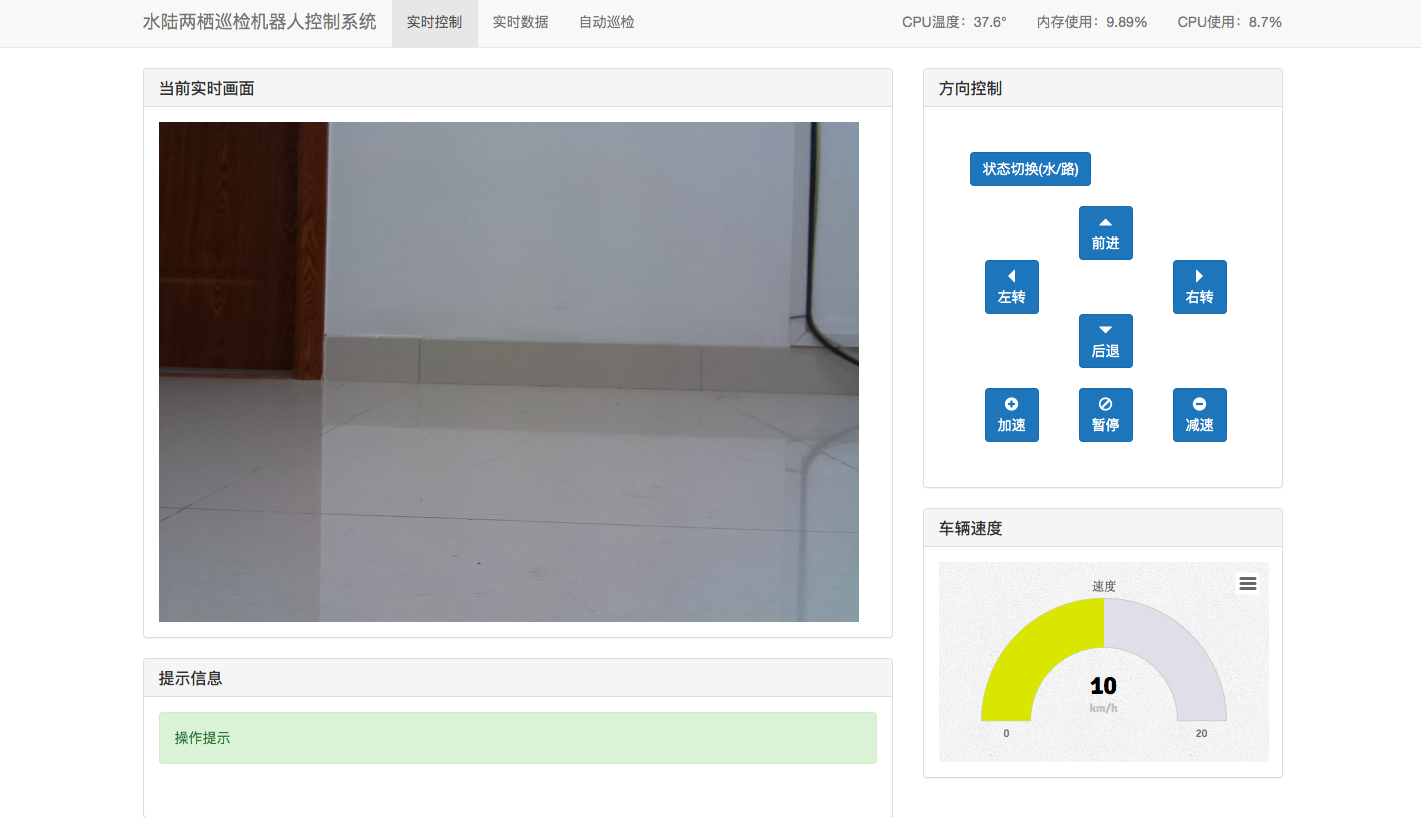 水陆两栖巡检机器人控制系统 实时控制 实时数据 自动巡检 CPU温度：37.6° 内存使用：9.89% CPU使用：8.7%
当前实时画面
方向控制
状态切换(水/路)
前进
左转 右转
后退
加速 暂停 减速
车辆速度
速度
10
km/h
0 20
提示信息
操作提示